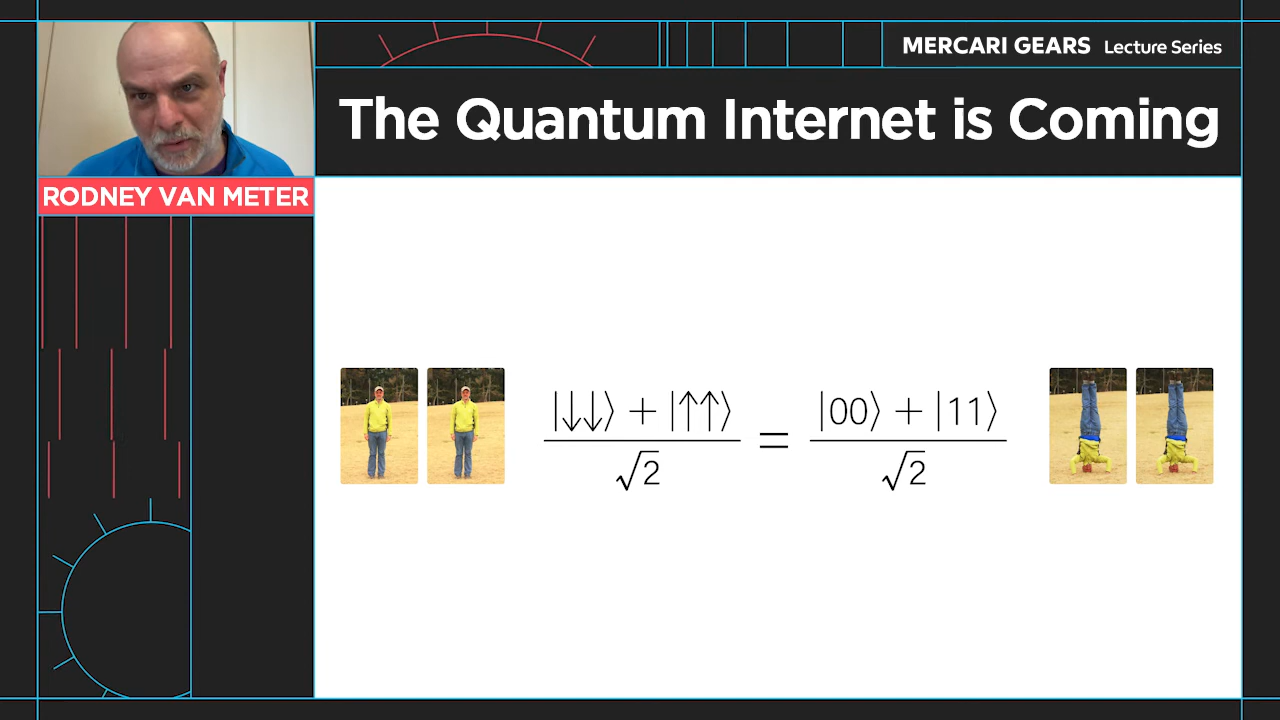 MERCARI GEARS Lecture Series
The Quantum Internet is Coming
RODNEY VAN METER
|↓↓⟩ + |↑↑⟩ / √2 = |00⟩ + |11⟩ / √2